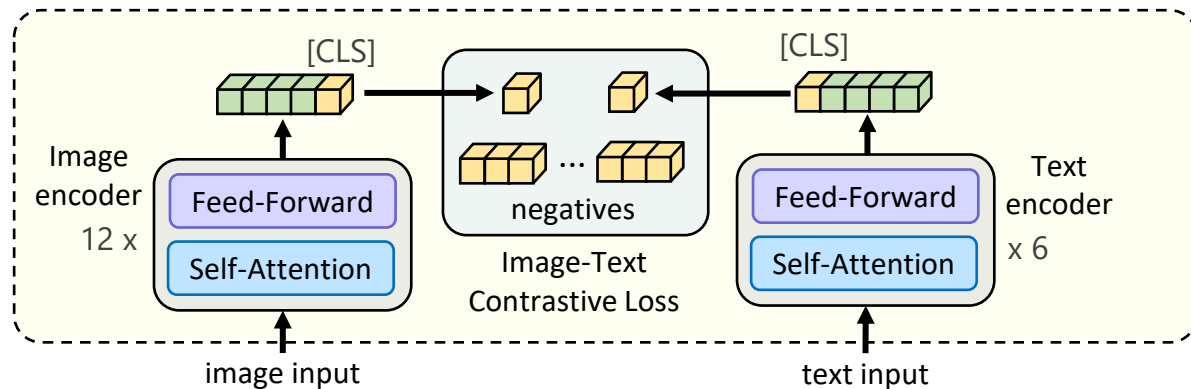 [CLS]
[CLS]
Image
encoder
12 x
Feed-Forward
Self-Attention
...
negatives
Image-Text
Contrastive Loss
Feed-Forward
Self-Attention
Text
encoder
x 6
image input
text input